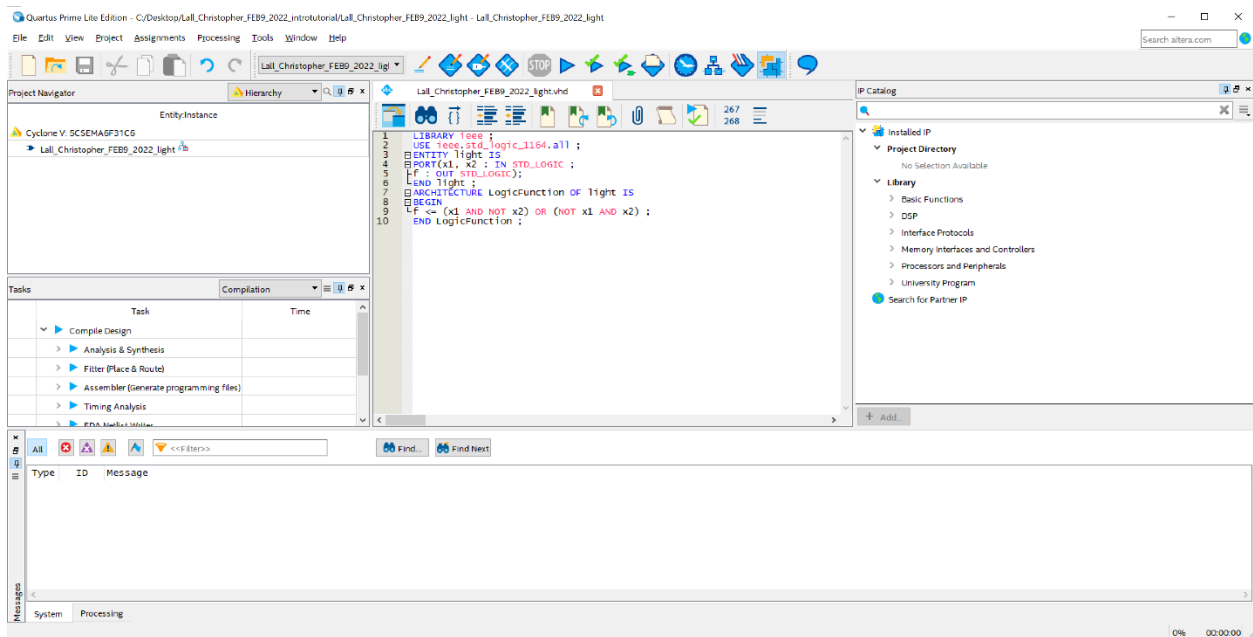 Quartus Prime Lite Edition - C:/Desktop/Lall_Christopher_FEB9_2022_introtutorial/Lall_Christopher_FEB9_2022_light - Lall_Christopher_FEB9_2022_light
File Edit View Project Assignments Processing Tools Window Help
Search altera.com
Lall_Christopher_FEB9_2022_ligl
STOP
Project Navigator
Hierarchy
Entity:Instance
Cyclone V: 5CSEMA6F31C6
Lall_Christopher_FEB9_2022_light
Tasks
Compilation
Task Time
Compile Design
Analysis & Synthesis
Fitter (Place & Route)
Assembler (Generate programming files)
Timing Analysis
EDA Netlist Writer
Lall_Christopher_FEB9_2022_light.vhd
267
268
1 LIBRARY ieee ;
2 USE ieee.std_logic_1164.all ;
3 ENTITY light IS
4 PORT(x1, x2 : IN STD_LOGIC ;
5 f : OUT STD_LOGIC);
6 END light ;
7 ARCHITECTURE LogicFunction OF light IS
8 BEGIN
9 f <= (x1 AND NOT x2) OR (NOT x1 AND x2) ;
10 END LogicFunction ;
IP Catalog
Installed IP
Project Directory
No Selection Available
Library
Basic Functions
DSP
Interface Protocols
Memory Interfaces and Controllers
Processors and Peripherals
University Program
Search for Partner IP
+ Add...
All
<<Filter>>
Find...
Find Next
Type ID Message
Messages
System Processing
0% 00:00:00